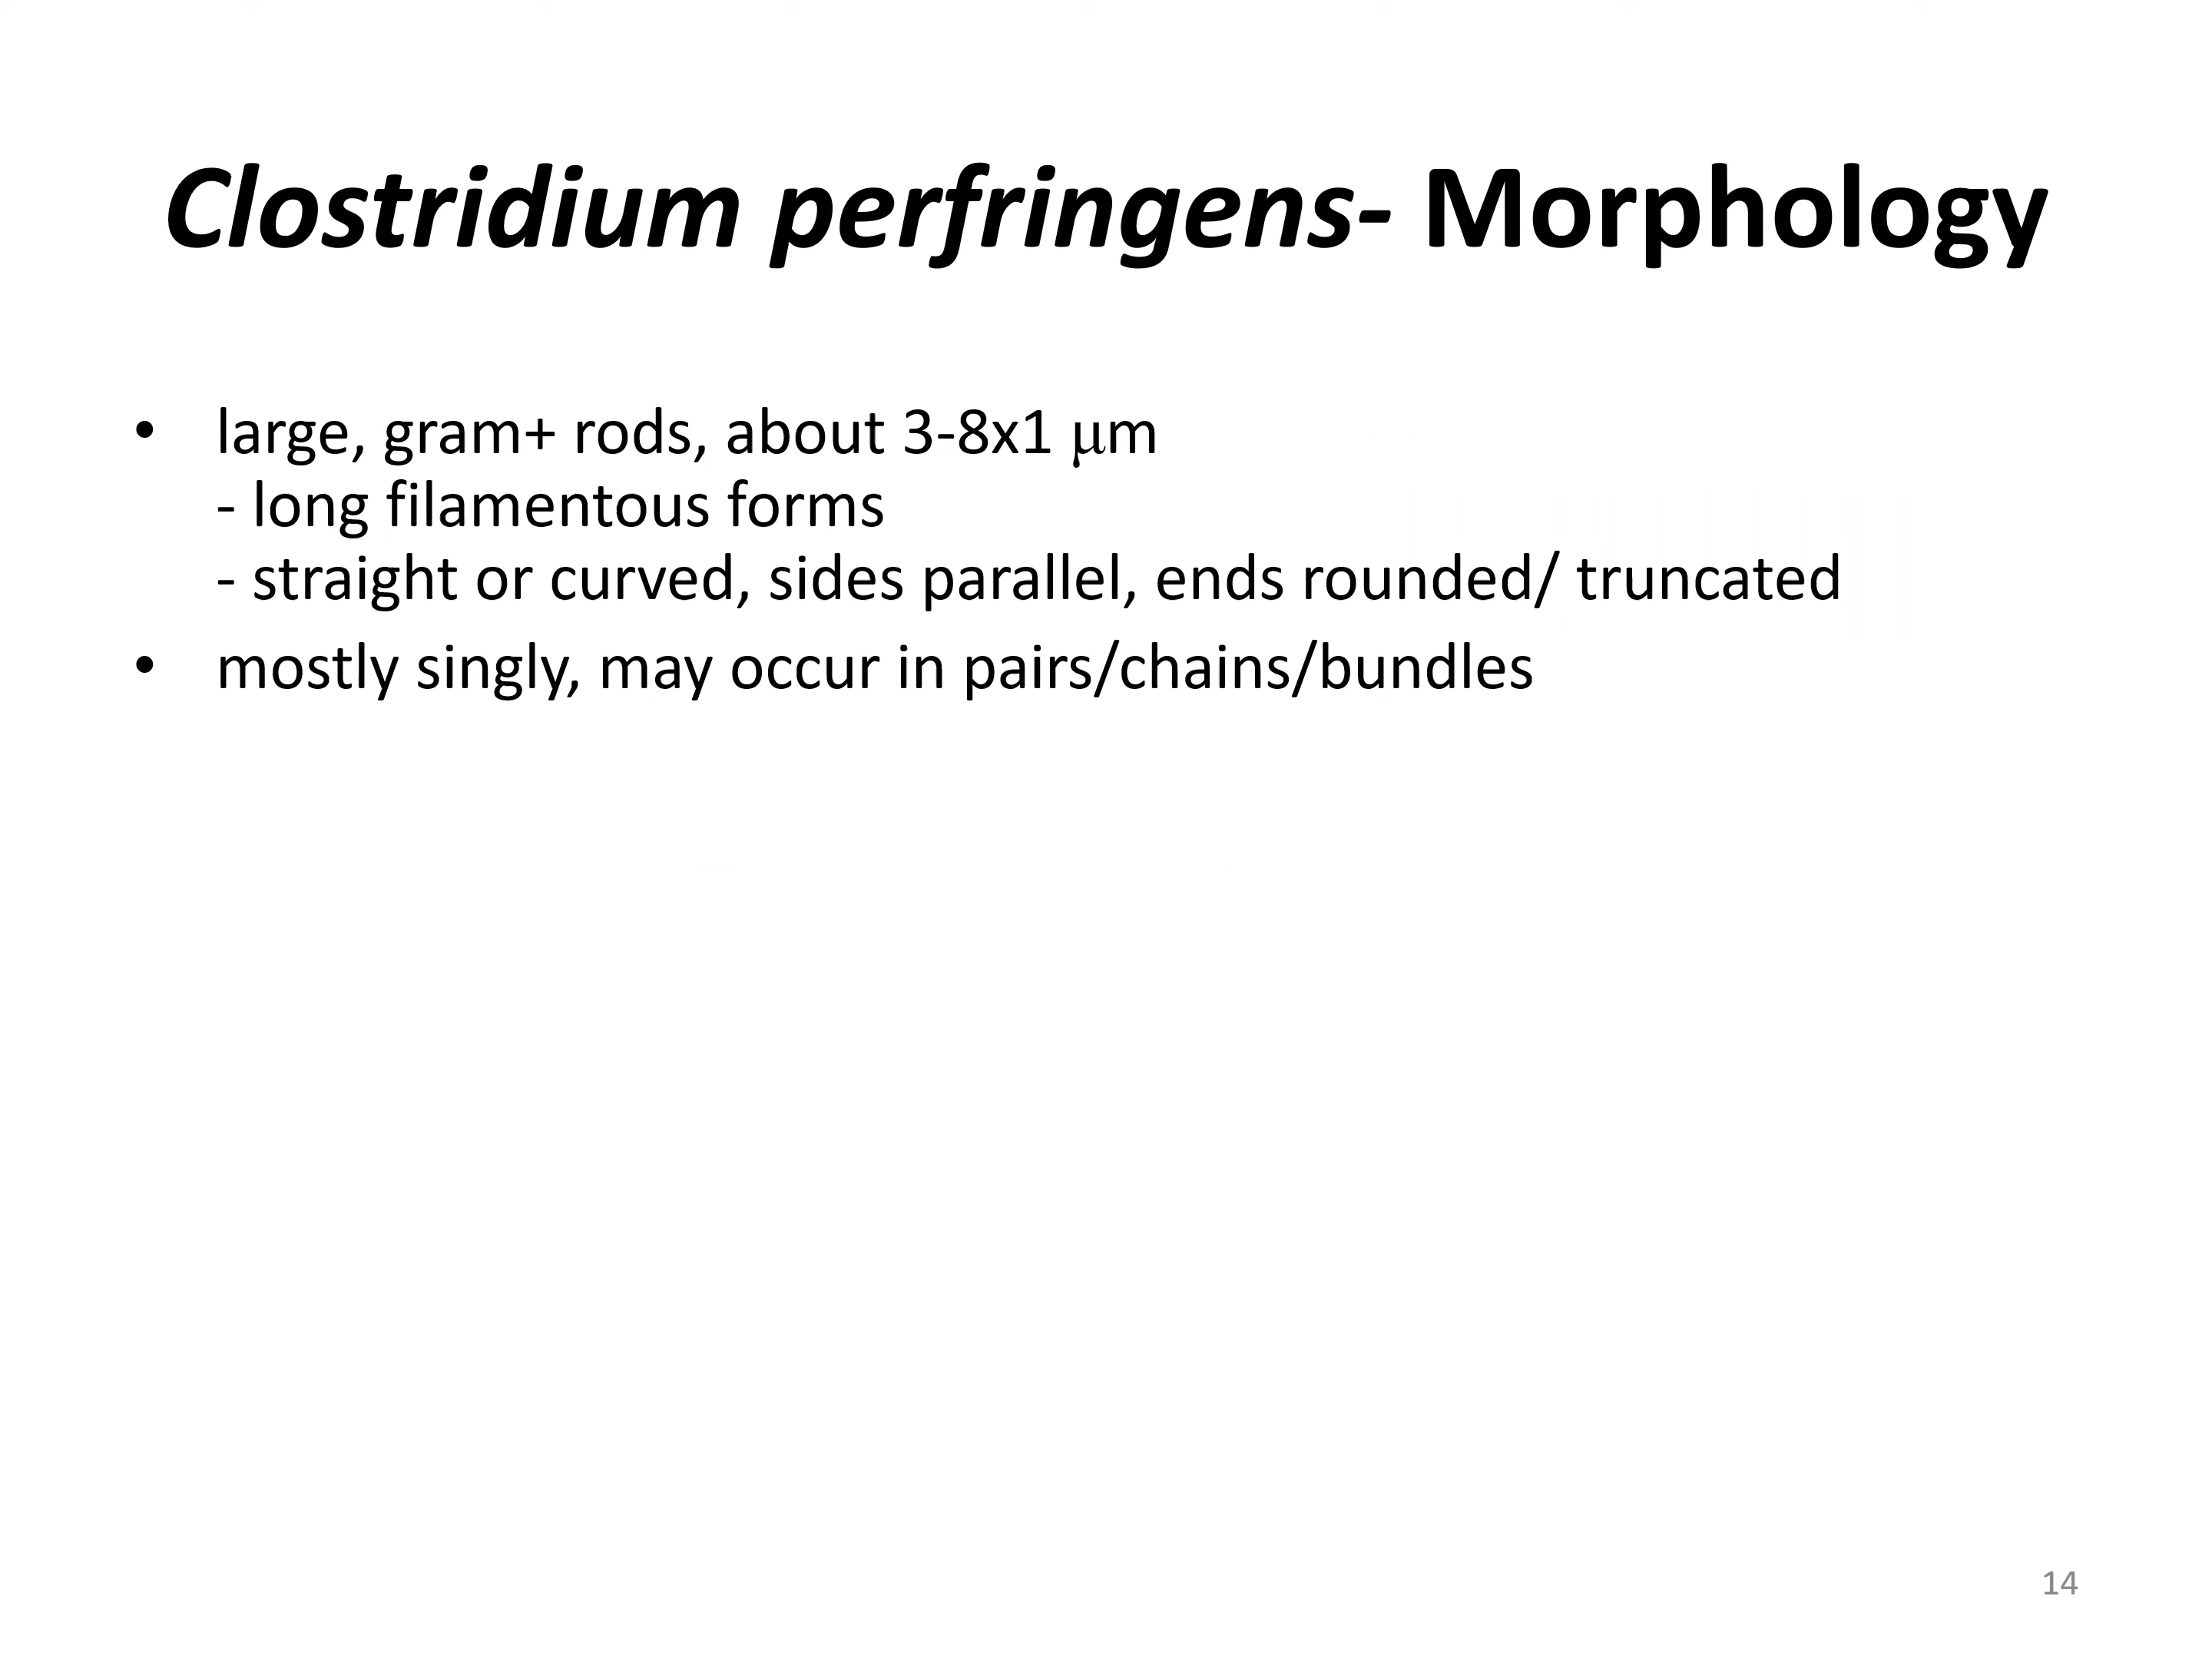 Clostridium perfringens- Morphology
• large, gram+ rods, about 3-8x1 μm
- long filamentous forms
- straight or curved, sides parallel, ends rounded/ truncated
• mostly singly, may occur in pairs/chains/bundles
14